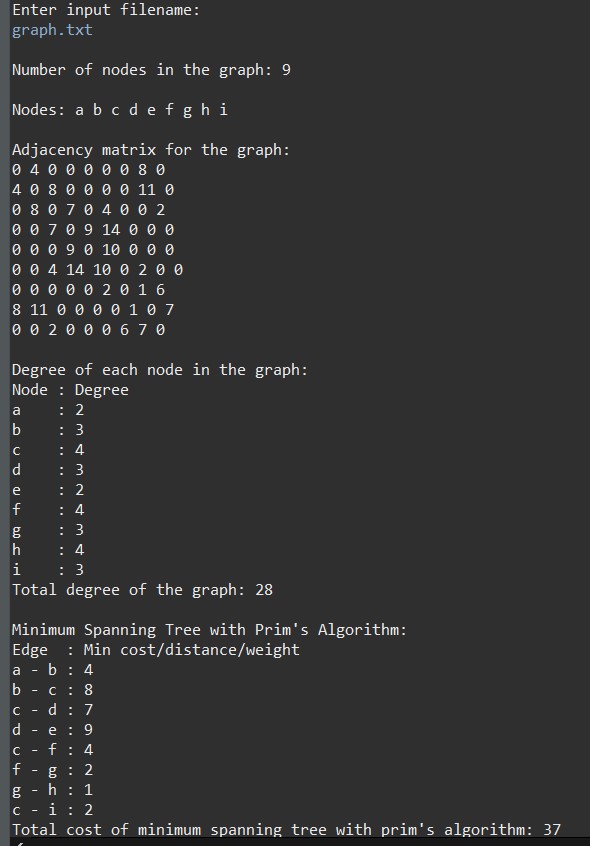 Enter input filename:
graph.txt
Number of nodes in the graph: 9
Nodes: a b c d e f g h i
Adjacency matrix for the graph:
0 4 0 0 0 0 0 8 0
4 0 8 0 0 0 0 11 0
0 8 0 7 0 4 0 0 2
0 0 7 0 9 14 0 0 0
0 0 0 9 0 10 0 0 0
0 0 4 14 10 0 2 0 0
0 0 0 0 0 2 0 1 6
8 11 0 0 0 0 1 0 7
0 0 2 0 0 0 6 7 0
Degree of each node in the graph:
Node : Degree
a    : 2
b    : 3
c    : 4
d    : 3
e    : 2
f    : 4
g    : 3
h    : 4
i    : 3
Total degree of the graph: 28
Minimum Spanning Tree with Prim's Algorithm:
Edge  : Min cost/distance/weight
a - b : 4
b - c : 8
c - d : 7
d - e : 9
c - f : 4
f - g : 2
g - h : 1
c - i : 2
Total cost of minimum spanning tree with prim's algorithm: 37